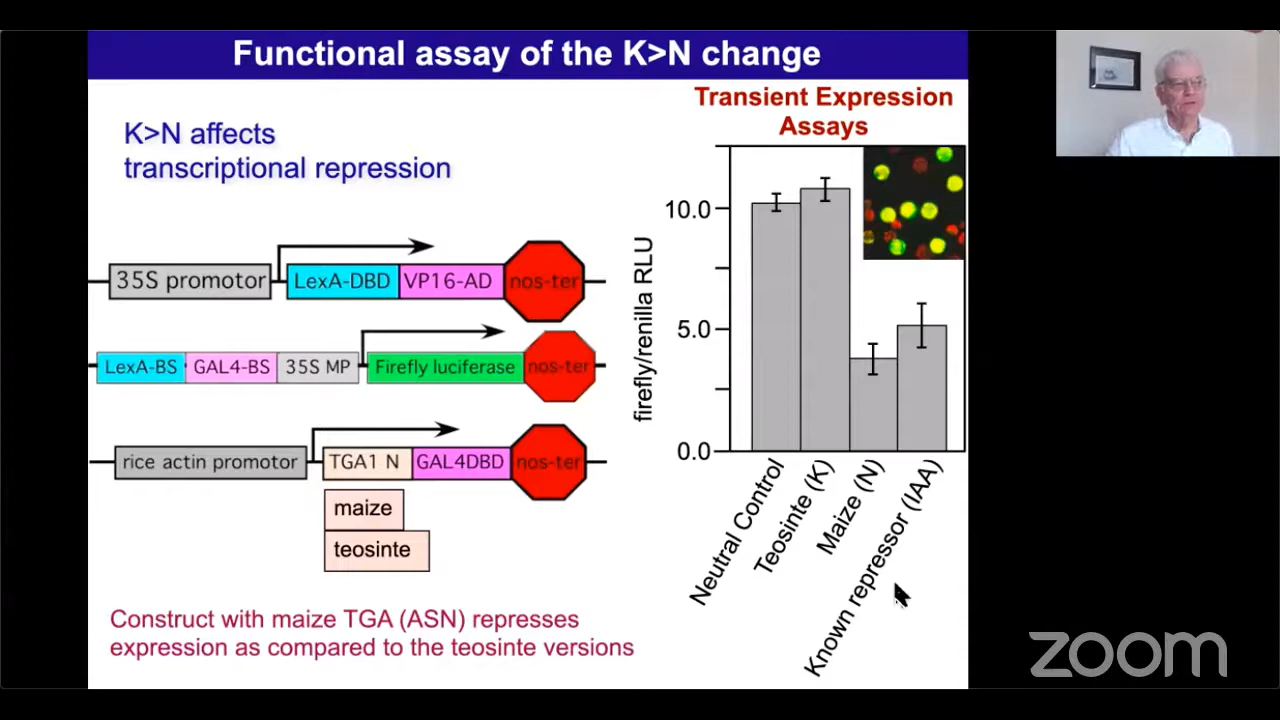 Functional assay of the K>N change
K>N affects
transcriptional repression
35S promotor LexA-DBD VP16-AD nos-ter
LexA-BS GAL4-BS 35S MP Firefly luciferase nos-ter
rice actin promotor TGA1 N GAL4DBD nos-ter
maize
teosinte
Construct with maize TGA (ASN) represses
expression as compared to the teosinte versions
Transient Expression
Assays
firefly/renilla RLU
10.0
5.0
0.0
Neutral Control
Teosinte (K)
Maize (N)
Known repressor (IAA)
zoom